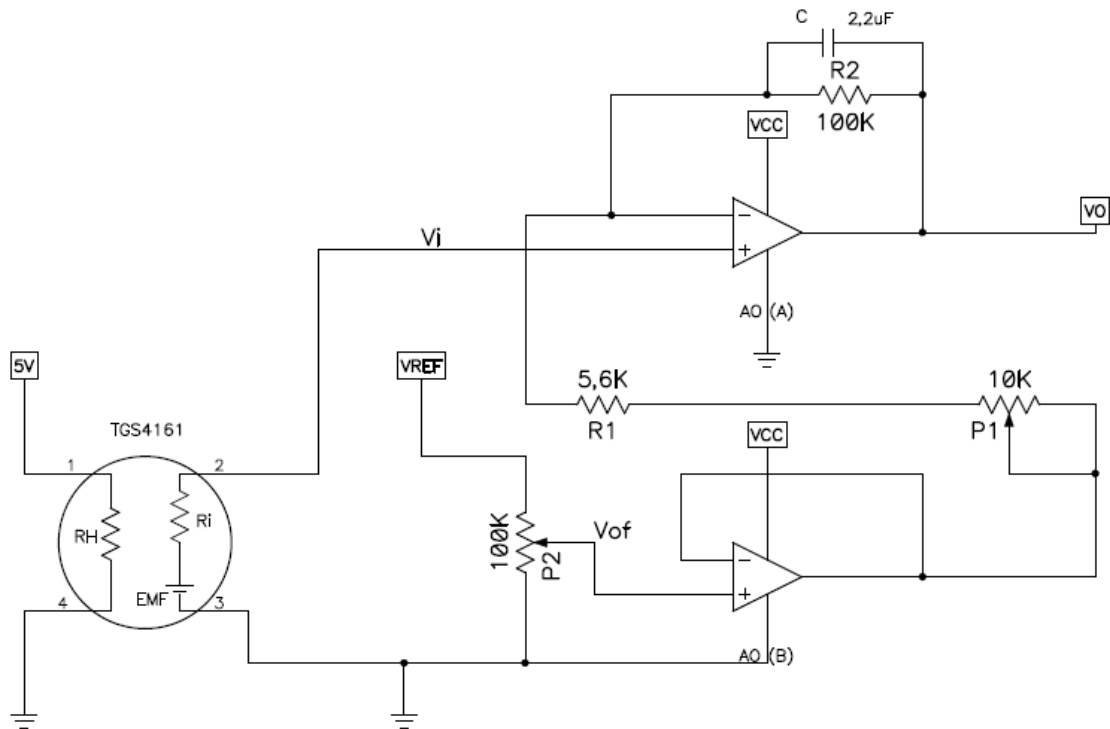 C 2,2uF
R2
100K
VCC
VO
Vi
AO (A)
5V
VREF
5,6K
R1
10K
P1
TGS4161
VCC
1
2
RH
Ri
EMF
4
3
100K
P2
Vof
AO (B)
-
+
-
+